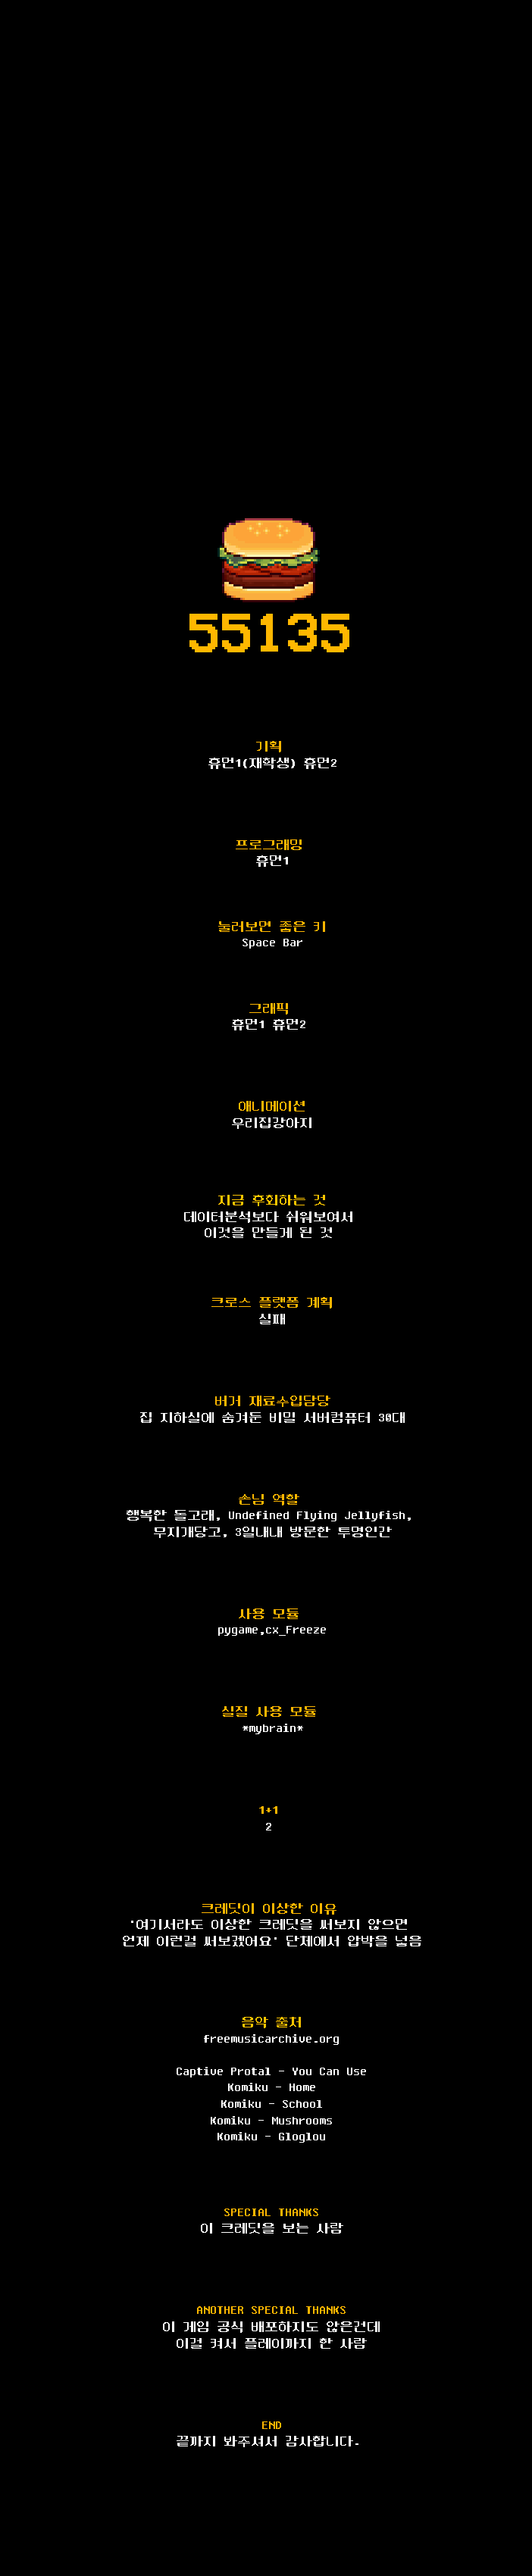 55135
기획
휴먼1(재학생) 휴먼2
프로그래밍
휴먼1
눌러보면 좋은 키
Space Bar
그래픽
휴먼1 휴먼2
애니메이션
우리집강아지
지금 후회하는 것
데이터분석보다 쉬워보여서
이것을 만들게 된 것
크로스 플랫폼 계획
실패
버거 재료수입담당
집 지하실에 숨겨둔 비밀 서버컴퓨터 30대
손님 역할
행복한 돌고래, Undefined Flying Jellyfish,
무지개당고, 3일내내 방문한 투명인간
사용 모듈
pygame,cx_Freeze
실질 사용 모듈
*mybrain*
1+1
2
크레딧이 이상한 이유
"여기서라도 이상한 크레딧을 써보지 않으면
언제 이런걸 써보겠어요" 단체에서 압박을 넣음
음악 출저
freemusicarchive.org
Captive Protal - You Can Use
Komiku - Home
Komiku - School
Komiku - Mushrooms
Komiku - Gloglou
SPECIAL THANKS
이 크레딧을 보는 사람
ANOTHER SPECIAL THANKS
이 게임 공식 배포하지도 않은건데
이걸 켜서 플레이까지 한 사람
END
끝까지 봐주셔서 감사합니다.